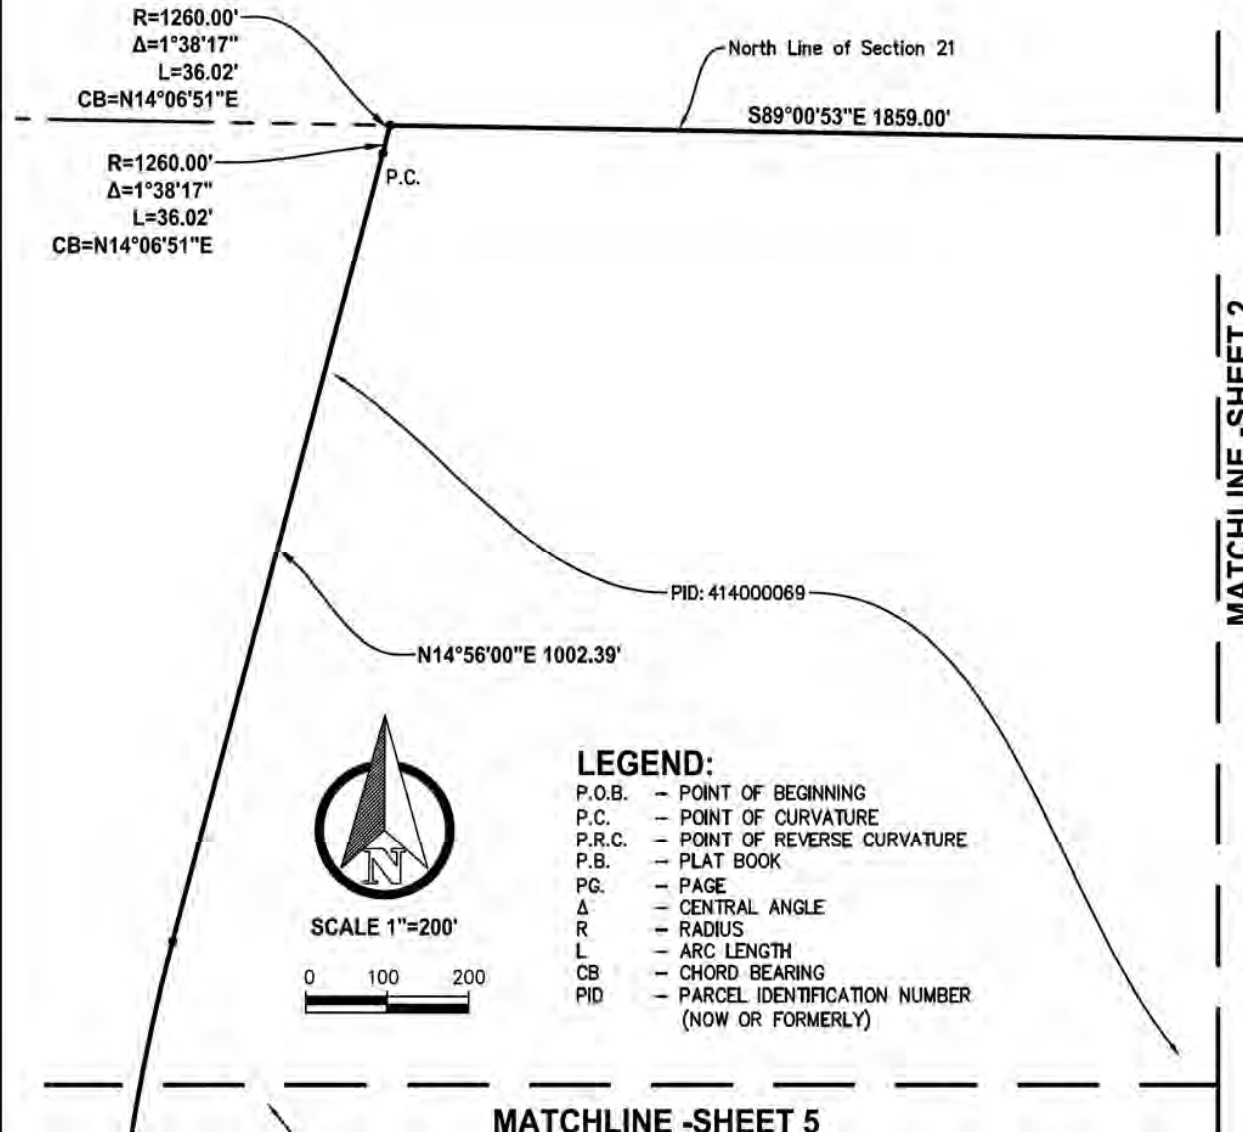 R=1260.00'
Δ=1°38'17"
L=36.02'
CB=N14°06'51"E
North Line of Section 21
S89°00'53"E 1859.00'
R=1260.00'
Δ=1°38'17"
L=36.02'
CB=N14°06'51"E
P.C.
MATCHLINE -SHEET 2
PID: 414000069
N14°56'00"E 1002.39'
N
SCALE 1"=200'
0 100 200
LEGEND:
P.O.B. – POINT OF BEGINNING
P.C. – POINT OF CURVATURE
P.R.C. – POINT OF REVERSE CURVATURE
P.B. – PLAT BOOK
PG. – PAGE
Δ – CENTRAL ANGLE
R – RADIUS
L – ARC LENGTH
CB – CHORD BEARING
PID – PARCEL IDENTIFICATION NUMBER
(NOW OR FORMERLY)
MATCHLINE -SHEET 5